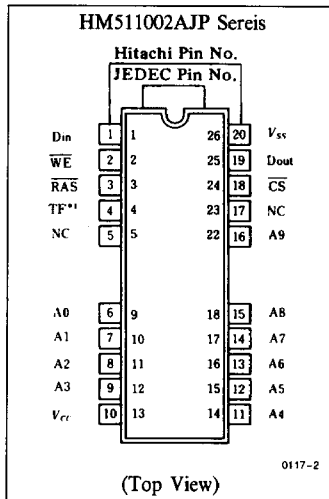 HM511002AJP Sereis
Hitachi Pin No.
JEDEC Pin No.
Din 1 1 26 20 Vss
WE 2 2 25 19 Dout
RAS 3 3 24 18 CS
TF*1 4 4 23 17 NC
NC 5 5 22 16 A9
A0 6 9 18 15 A8
A1 7 10 17 14 A7
A2 8 11 16 13 A6
A3 9 12 15 12 A5
Vcc 10 13 14 11 A4
0117-2
(Top View)